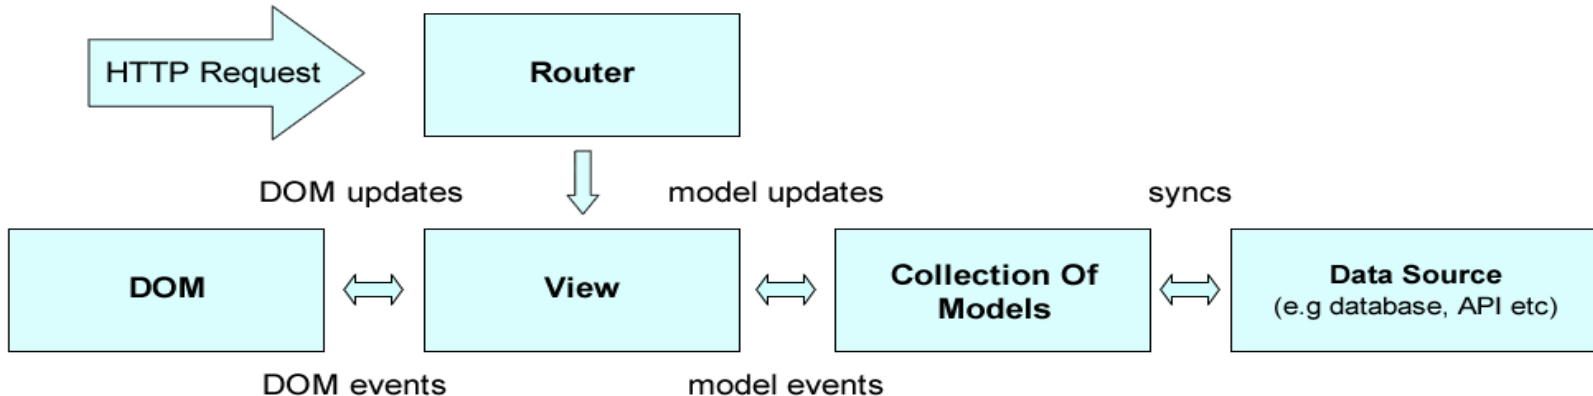 HTTP Request
Router
DOM updates
model updates
syncs
DOM
View
Collection Of
Models
Data Source
(e.g database, API etc)
DOM events
model events